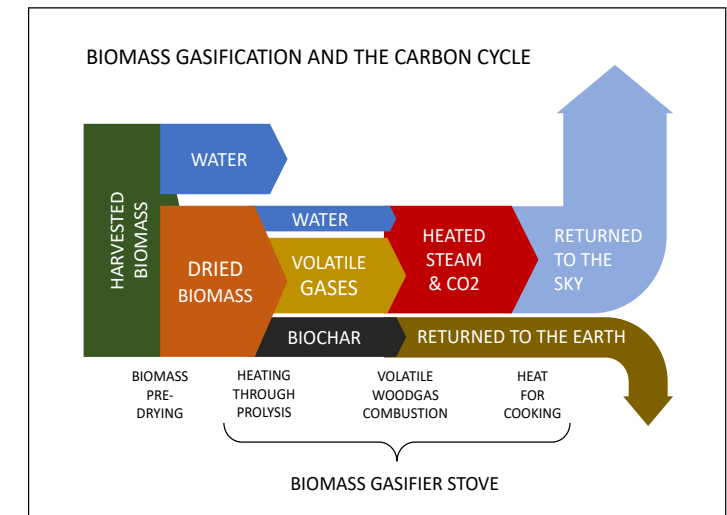 BIOMASS GASIFICATION AND THE CARBON CYCLE
HARVESTED
BIOMASS
WATER
DRIED
BIOMASS
WATER
VOLATILE
GASES
BIOCHAR
HEATED
STEAM
& CO2
RETURNED
TO THE
SKY
RETURNED TO THE EARTH
BIOMASS
PRE-
DRYING
HEATING
THROUGH
PROLYSIS
VOLATILE
WOODGAS
COMBUSTION
HEAT
FOR
COOKING
BIOMASS GASIFIER STOVE